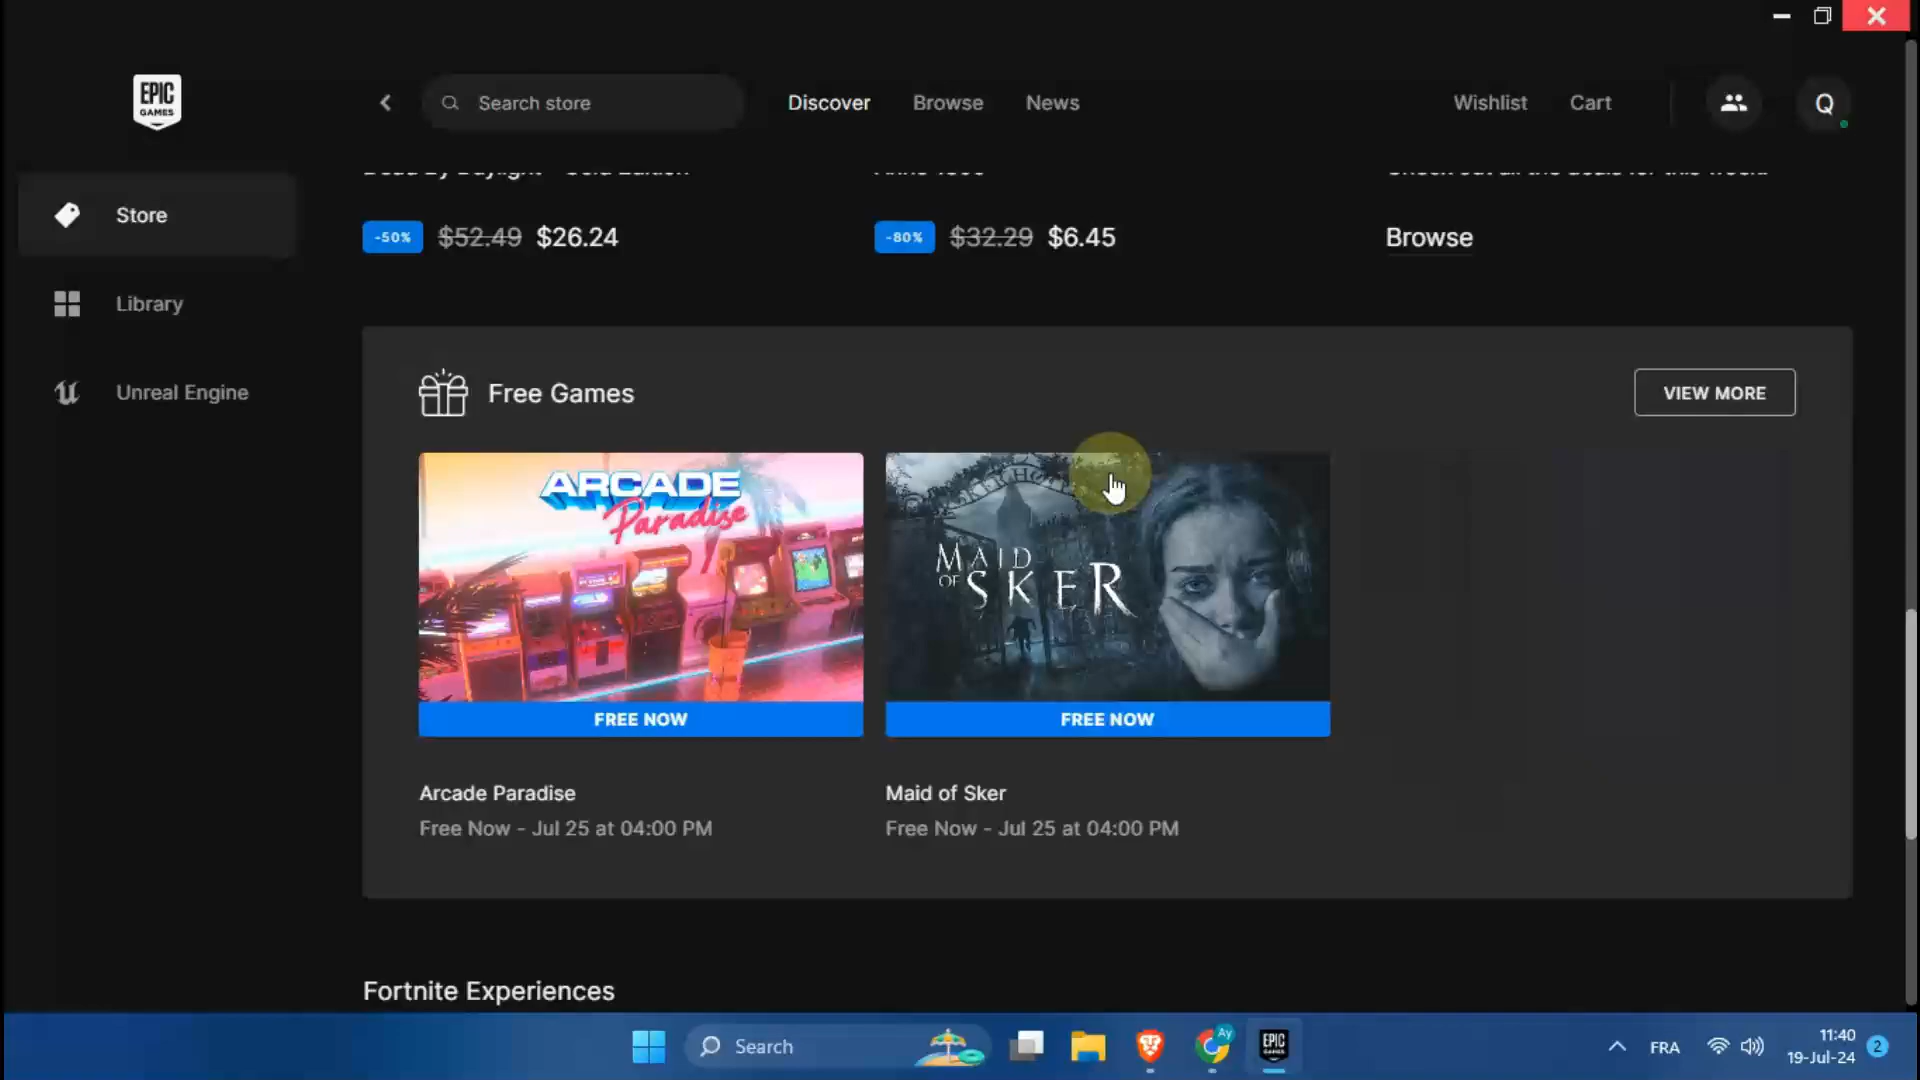 EPIC
GAMES
Search store
Discover
Browse
News
Wishlist
Cart
Q
Store
Library
Unreal Engine
-50% $52.49 $26.24
-80% $32.29 $6.45
Browse
Free Games
VIEW MORE
ARCADE
Paradise
FREE NOW
Arcade Paradise
Free Now - Jul 25 at 04:00 PM
MAID
OF SKER
FREE NOW
Maid of Sker
Free Now - Jul 25 at 04:00 PM
Fortnite Experiences
Search
Ay
EPIC
GAMES
FRA
11:40
19-Jul-24
2